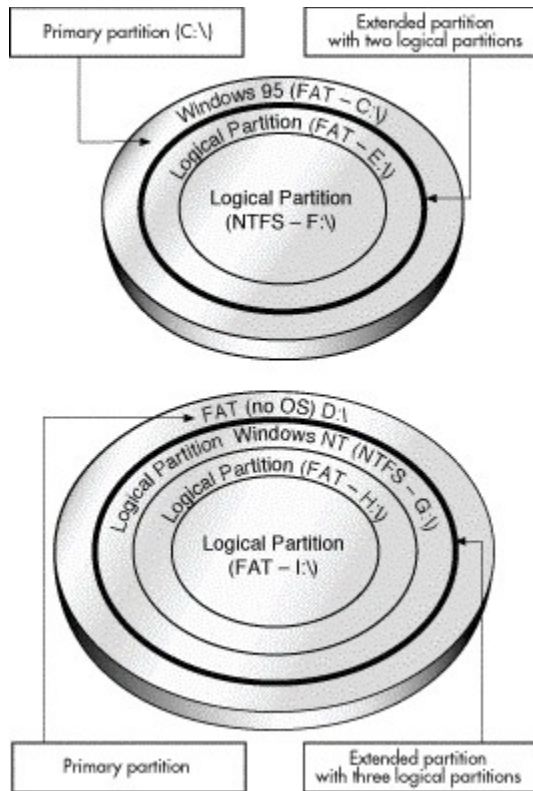 Primary partition (C:\)
Extended partition
with two logical partitions
Windows 95 (FAT – C:\)
Logical Partition (FAT – E:\)
Logical Partition
(NTFS – F:\)
FAT (no OS) D:\
Logical Partition Windows NT (NTFS – G:\)
Logical Partition (FAT – H:\)
Logical Partition
(FAT – I:\)
Primary partition
Extended partition
with three logical partitions